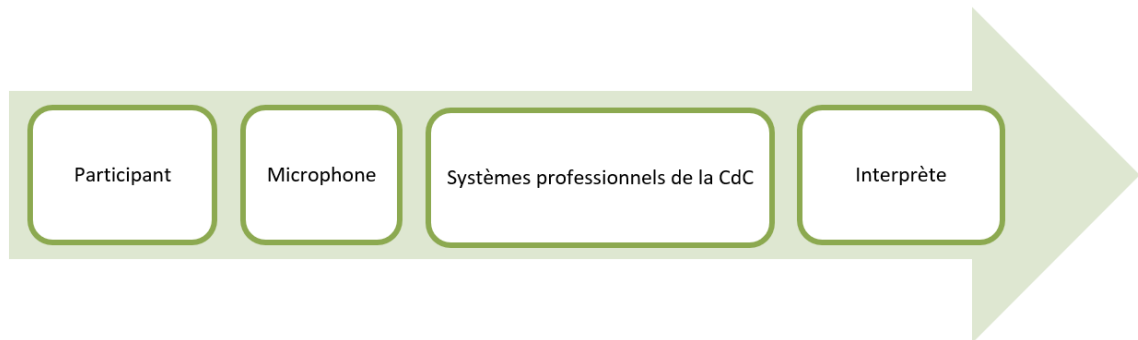 Participant
Microphone
Systèmes professionnels de la CdC
Interprète